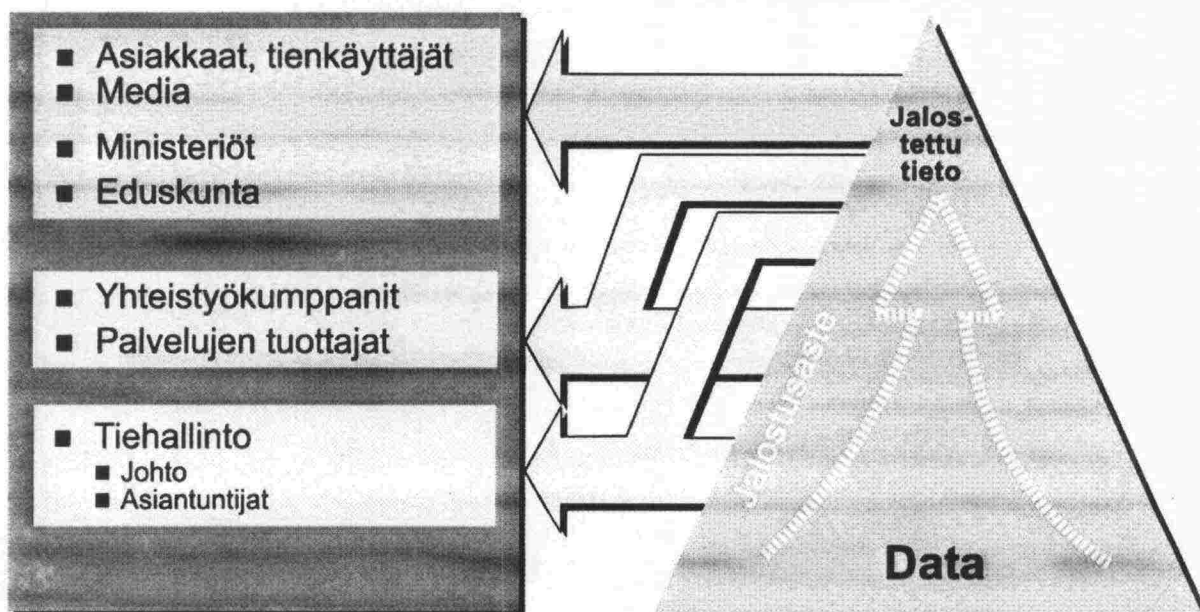 Asiakkaat, tienkäyttäjät
Media
Ministeriöt
Eduskunta
Yhteistyökumppanit
Palvelujen tuottajat
Tiehallinto
Johto
Asiantuntijat
Jalos-
tettu
tieto
Jalostusaste
Data